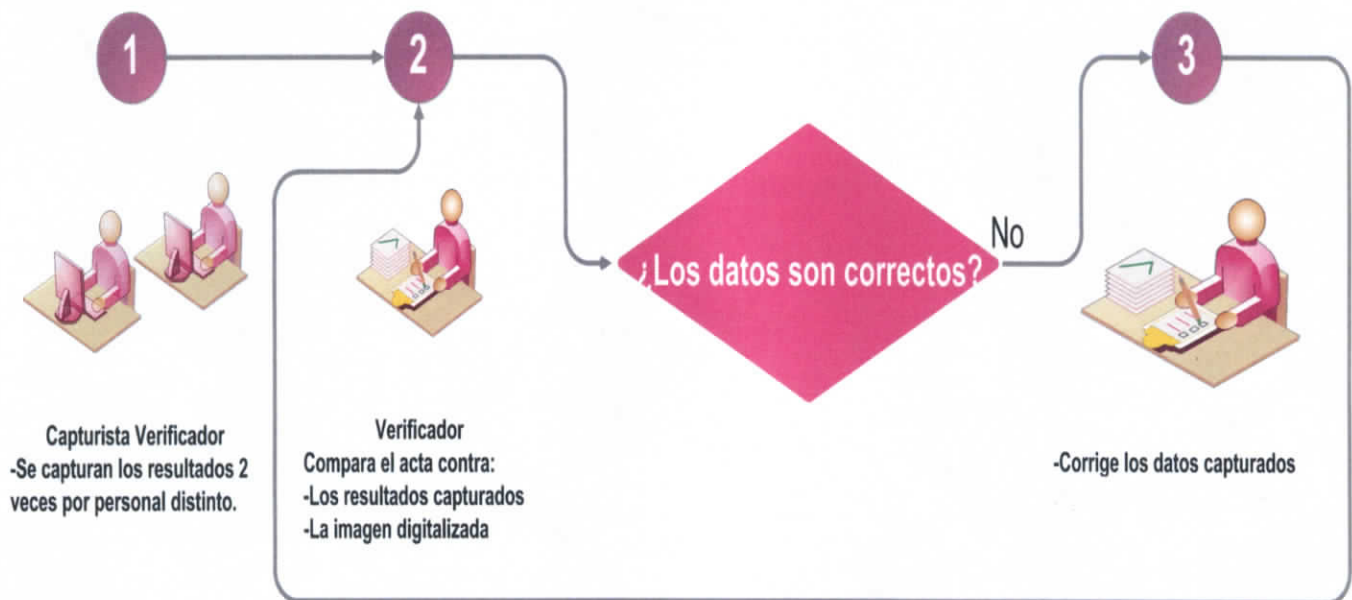 1
2
3
¿Los datos son correctos?
No
Capturista Verificador
-Se capturan los resultados 2
veces por personal distinto.
Verificador
Compara el acta contra:
-Los resultados capturados
-La imagen digitalizada
-Corrige los datos capturados